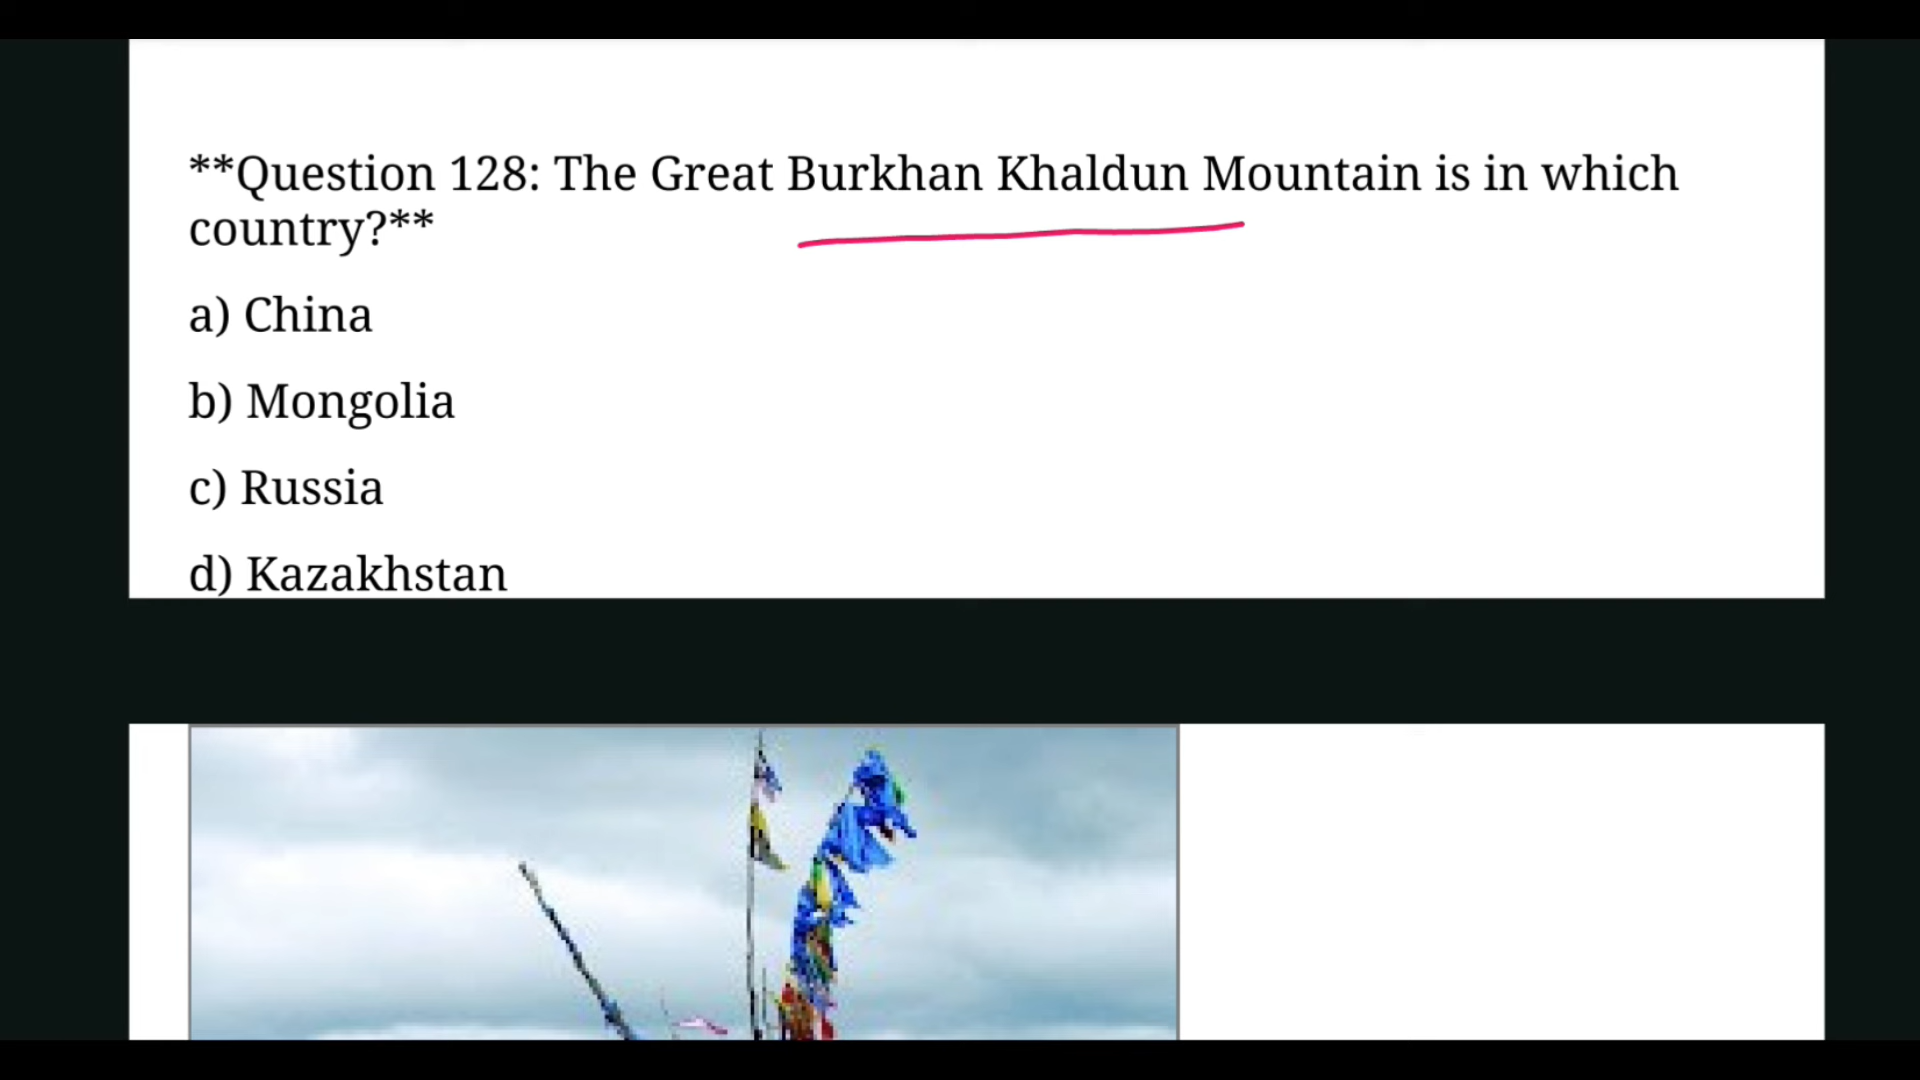 **Question 128: The Great Burkhan Khaldun Mountain is in which
country?**
a) China
b) Mongolia
c) Russia
d) Kazakhstan